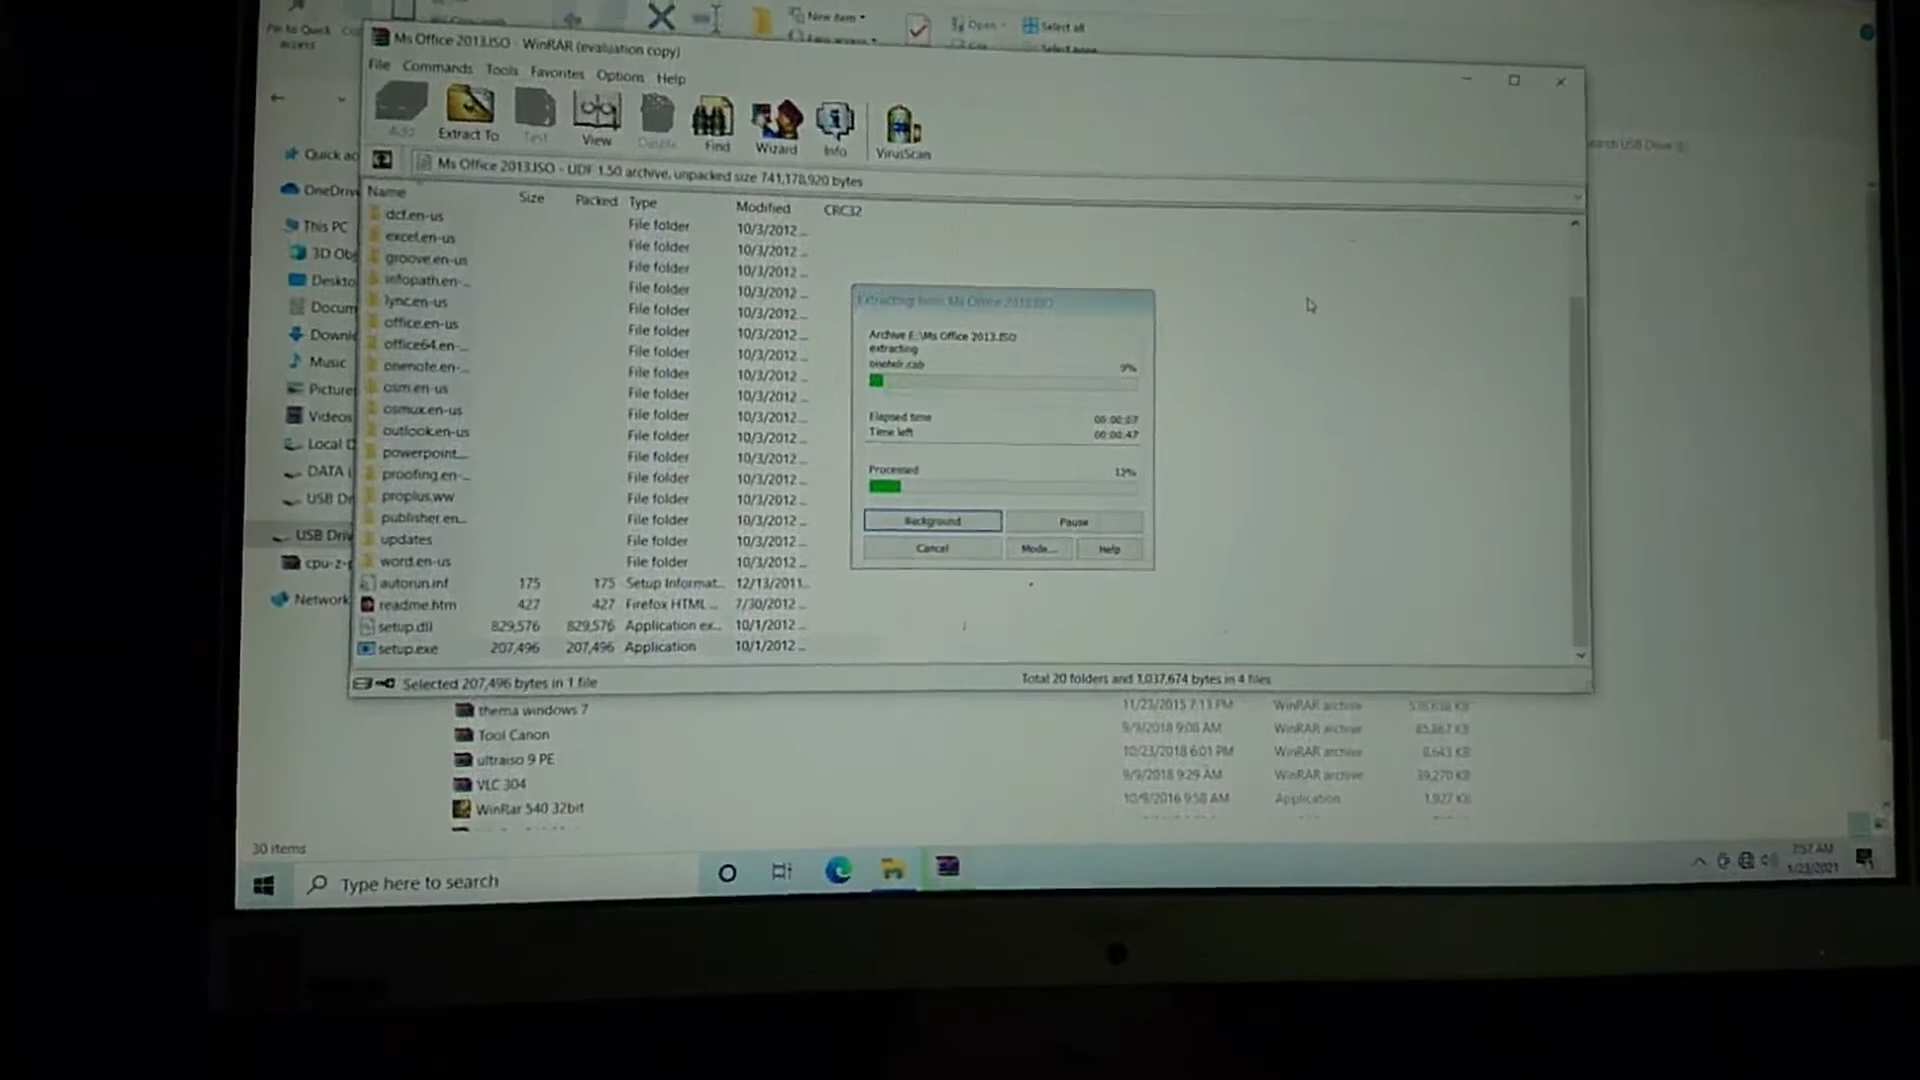 New item
Open
Select all
access
Ms Office 2013.ISO - WinRAR (evaluation copy)
File Commands Tools Favorites Options Help
Add Extract To Test View Delete Find Wizard Info VirusScan
Ms Office 2013.ISO - UDF 1.50 archive, unpacked size 741,178,920 bytes
Name Size Packed Type Modified CRC32
dcf.en-us File folder 10/3/2012 ...
excel.en-us File folder 10/3/2012 ...
groove.en-us File folder 10/3/2012 ...
infopath.en-... File folder 10/3/2012 ...
lync.en-us File folder 10/3/2012 ...
office.en-us File folder 10/3/2012 ...
office64.en-... File folder 10/3/2012 ...
onenote.en-... File folder 10/3/2012 ...
osm.en-us File folder 10/3/2012 ...
osmux.en-us File folder 10/3/2012 ...
outlook.en-us File folder 10/3/2012 ...
powerpoint.... File folder 10/3/2012 ...
proofing.en-... File folder 10/3/2012 ...
proplus.ww File folder 10/3/2012 ...
publisher.en... File folder 10/3/2012 ...
updates File folder 10/3/2012 ...
word.en-us File folder 10/3/2012 ...
autorun.inf 175 175 Setup Informat... 12/13/2011...
readme.htm 427 427 Firefox HTML ... 7/30/2012 ...
setup.dll 829,576 829,576 Application ex... 10/1/2012 ...
setup.exe 207,496 207,496 Application 10/1/2012 ...
Selected 207,496 bytes in 1 file
Total 20 folders and 1,037,674 bytes in 4 files
Quick ac
OneDriv
This PC
3D Ob
Deskto
Docum
Downl
Music
Picture
Videos
Local D
DATA (
USB Dr
USB Driv
cpu-z-
Network
Extracting from Ms Office 2013.ISO
Archive E:\Ms Office 2013.ISO
extracting
9%
Elapsed time 00:00:07
Time left 00:00:47
Processed 12%
Background Pause
Cancel Mode... Help
thema windows 7 11/23/2015 7:13 PM WinRAR archive
Tool Canon 9/9/2018 9:08 AM WinRAR archive 85,867 KB
ultraiso 9 PE 10/23/2018 6:01 PM WinRAR archive 8,643 KB
VLC 304 9/9/2018 9:29 AM WinRAR archive 39,270 KB
WinRar 540 32bit 10/9/2016 9:58 AM Application 1,927 KB
30 items
Type here to search
7:57 AM
1/23/2021